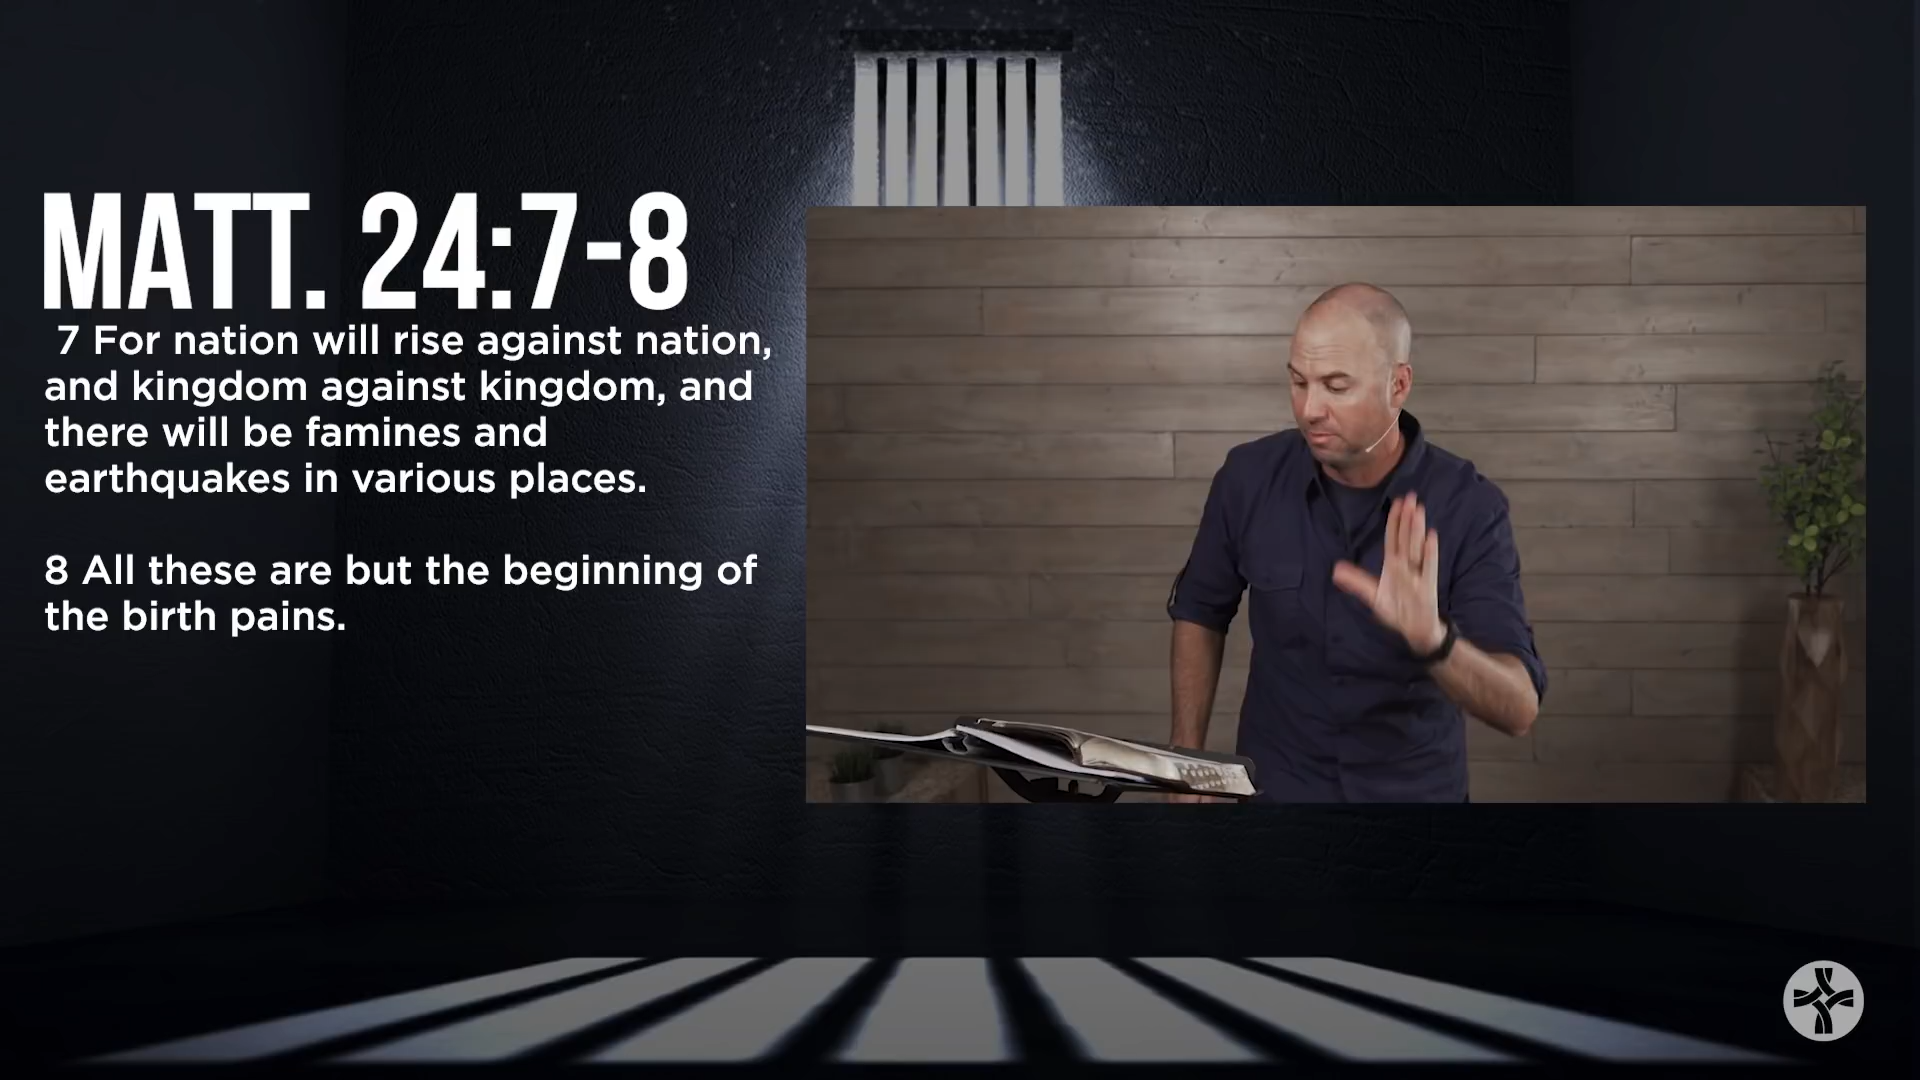 MATT. 24:7-8
7 For nation will rise against nation,
and kingdom against kingdom, and
there will be famines and
earthquakes in various places.
8 All these are but the beginning of
the birth pains.